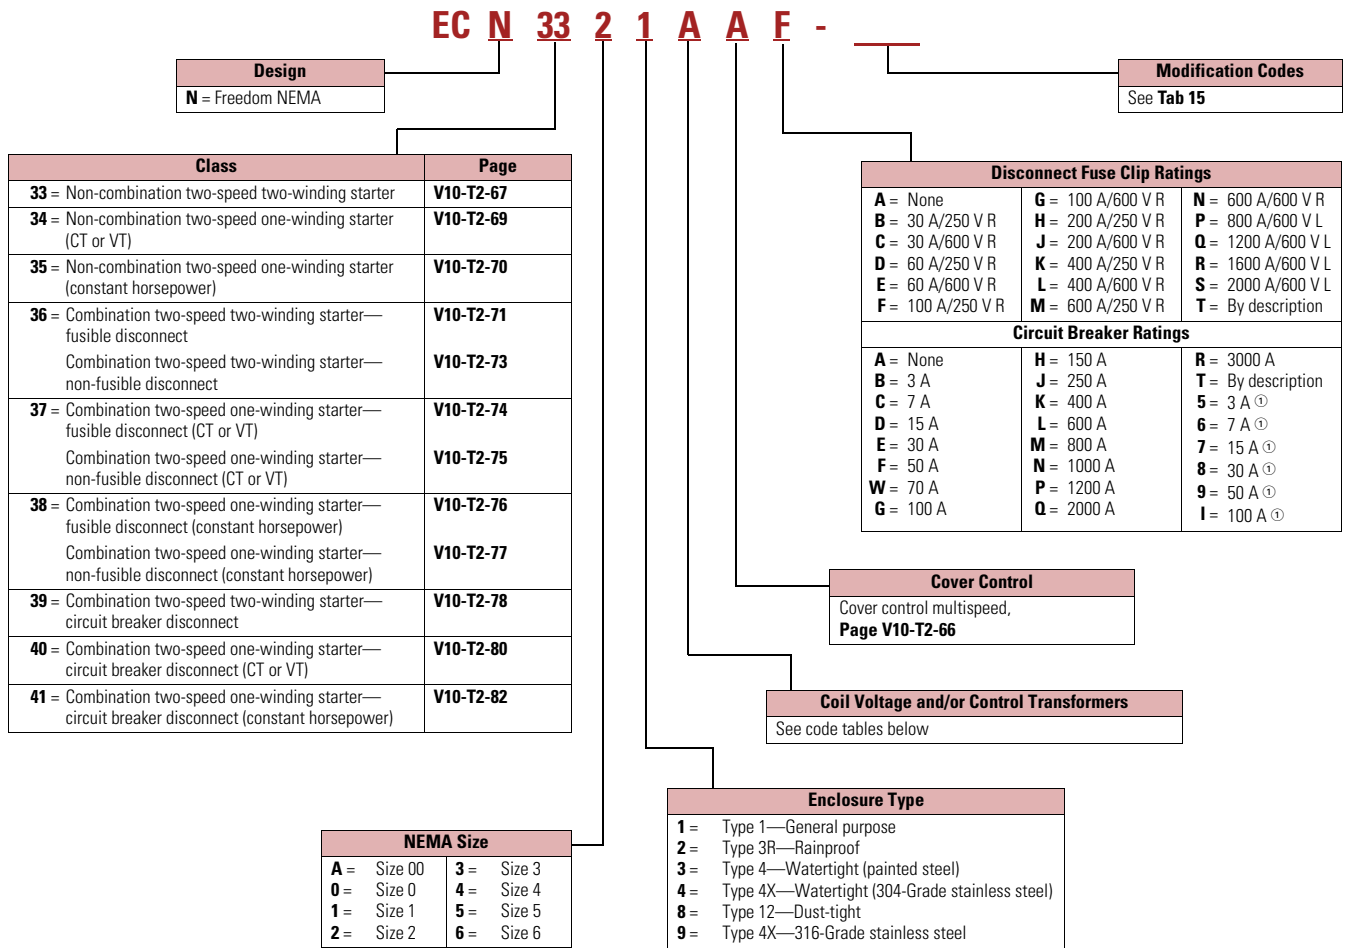 EC N 33 2 1 A A F -
Design
N = Freedom NEMA
Modification Codes
See Tab 15
Class Page
33 = Non-combination two-speed two-winding starter V10-T2-67
34 = Non-combination two-speed one-winding starter V10-T2-69
(CT or VT)
35 = Non-combination two-speed one-winding starter V10-T2-70
(constant horsepower)
36 = Combination two-speed two-winding starter— V10-T2-71
fusible disconnect
Combination two-speed two-winding starter— V10-T2-73
non-fusible disconnect
37 = Combination two-speed one-winding starter— V10-T2-74
fusible disconnect (CT or VT)
Combination two-speed one-winding starter— V10-T2-75
non-fusible disconnect (CT or VT)
38 = Combination two-speed one-winding starter— V10-T2-76
fusible disconnect (constant horsepower)
Combination two-speed one-winding starter— V10-T2-77
non-fusible disconnect (constant horsepower)
39 = Combination two-speed two-winding starter— V10-T2-78
circuit breaker disconnect
40 = Combination two-speed one-winding starter— V10-T2-80
circuit breaker disconnect (CT or VT)
41 = Combination two-speed one-winding starter— V10-T2-82
circuit breaker disconnect (constant horsepower)
Disconnect Fuse Clip Ratings
A = None G = 100 A/600 V R N = 600 A/600 V R
B = 30 A/250 V R H = 200 A/250 V R P = 800 A/600 V L
C = 30 A/600 V R J = 200 A/600 V R Q = 1200 A/600 V L
D = 60 A/250 V R K = 400 A/250 V R R = 1600 A/600 V L
E = 60 A/600 V R L = 400 A/600 V R S = 2000 A/600 V L
F = 100 A/250 V R M = 600 A/250 V R T = By description
Circuit Breaker Ratings
A = None H = 150 A R = 3000 A
B = 3 A J = 250 A T = By description
C = 7 A K = 400 A 5 = 3 A ①
D = 15 A L = 600 A 6 = 7 A ①
E = 30 A M = 800 A 7 = 15 A ①
F = 50 A N = 1000 A 8 = 30 A ①
W = 70 A P = 1200 A 9 = 50 A ①
G = 100 A Q = 2000 A I = 100 A ①
Cover Control
Cover control multispeed,
Page V10-T2-66
Coil Voltage and/or Control Transformers
See code tables below
Enclosure Type
1 = Type 1—General purpose
2 = Type 3R—Rainproof
3 = Type 4—Watertight (painted steel)
4 = Type 4X—Watertight (304-Grade stainless steel)
8 = Type 12—Dust-tight
9 = Type 4X—316-Grade stainless steel
NEMA Size
A = Size 00 3 = Size 3
0 = Size 0 4 = Size 4
1 = Size 1 5 = Size 5
2 = Size 2 6 = Size 6